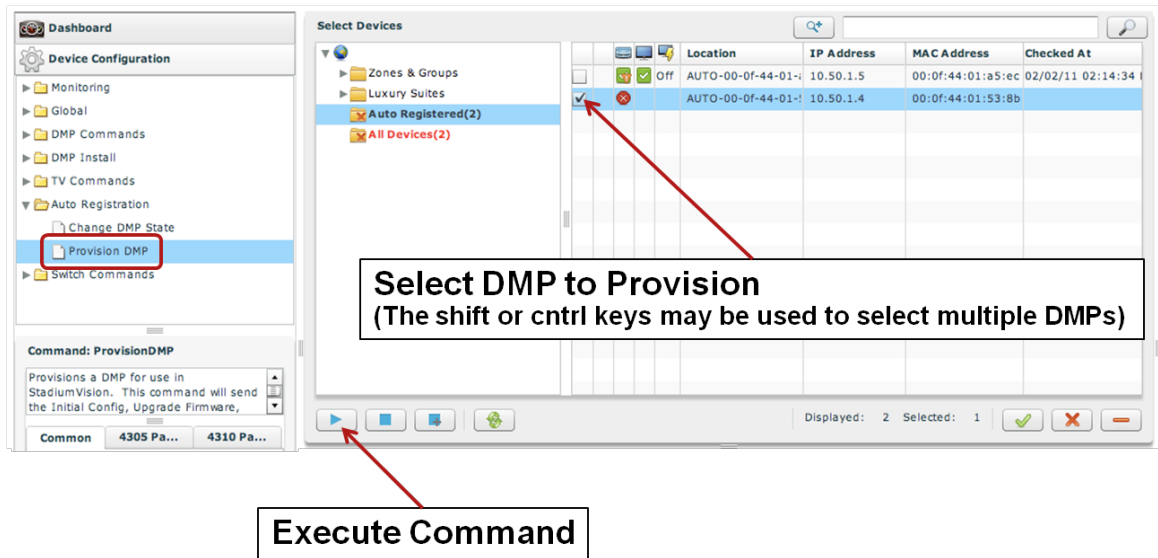 Dashboard
Device Configuration
Monitoring
Global
DMP Commands
DMP Install
TV Commands
Auto Registration
Change DMP State
Provision DMP
Switch Commands
Command: ProvisionDMP
Provisions a DMP for use in
StadiumVision. This command will send
the Initial Config, Upgrade Firmware,
Common 4305 Pa... 4310 Pa...
Select Devices
Zones & Groups
Luxury Suites
Auto Registered(2)
All Devices(2)
Location IP Address MAC Address Checked At
Off AUTO-00-0f-44-01- 10.50.1.5 00:0f:44:01:a5:ec 02/02/11 02:14:34
AUTO-00-0f-44-01- 10.50.1.4 00:0f:44:01:53:8b
Select DMP to Provision
(The shift or cntrl keys may be used to select multiple DMPs)
Displayed: 2 Selected: 1
Execute Command